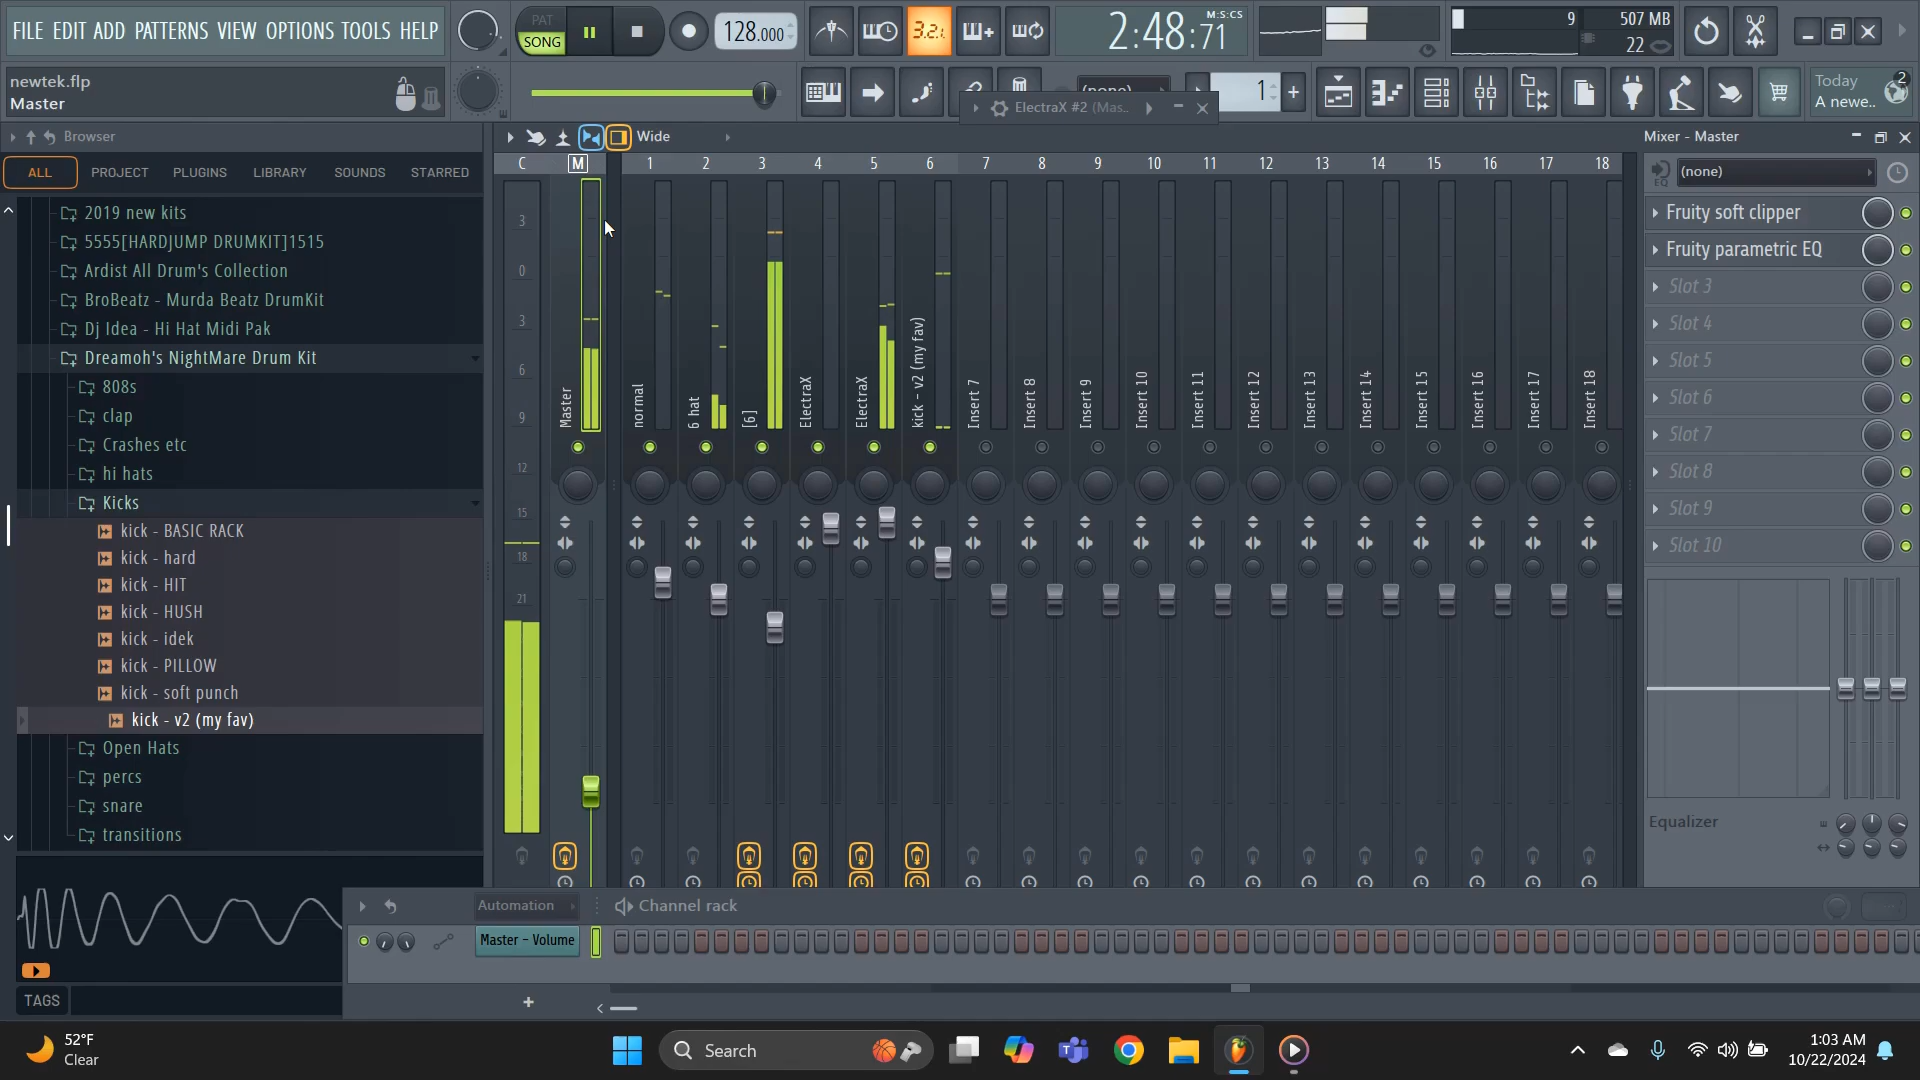 FILE EDIT ADD PATTERNS VIEW OPTIONS TOOLS HELP
PAT
SONG
128.000
3.2.1
2:48:71
M:S:CS
9
507 MB
22
newtek.flp
Master
(none)
1
ElectraX #2 (Mas..
Today
A newe..
2
Browser
Wide
Mixer - Master
ALL
PROJECT
PLUGINS
LIBRARY
SOUNDS
STARRED
2019 new kits
5555[HARDJUMP DRUMKIT]1515
Ardist All Drum's Collection
BroBeatz - Murda Beatz DrumKit
Dj Idea - Hi Hat Midi Pak
Dreamoh's NightMare Drum Kit
808s
clap
Crashes etc
hi hats
Kicks
kick - BASIC RACK
kick - hard
kick - HIT
kick - HUSH
kick - idek
kick - PILLOW
kick - soft punch
kick - v2 (my fav)
Open Hats
percs
snare
transitions
TAGS
C M 1 2 3 4 5 6 7 8 9 10 11 12 13 14 15 16 17 18
3
0
3
6
9
12
15
18
21
Master
normal
6 hat
[6]
ElectraX
ElectraX
kick - v2 (my fav)
Insert 7
Insert 8
Insert 9
Insert 10
Insert 11
Insert 12
Insert 13
Insert 14
Insert 15
Insert 16
Insert 17
Insert 18
(none)
EQ
Fruity soft clipper
Fruity parametric EQ
Slot 3
Slot 4
Slot 5
Slot 6
Slot 7
Slot 8
Slot 9
Slot 10
Equalizer
Automation
Channel rack
Master - Volume
+
52°F
Clear
Search
1:03 AM
10/22/2024